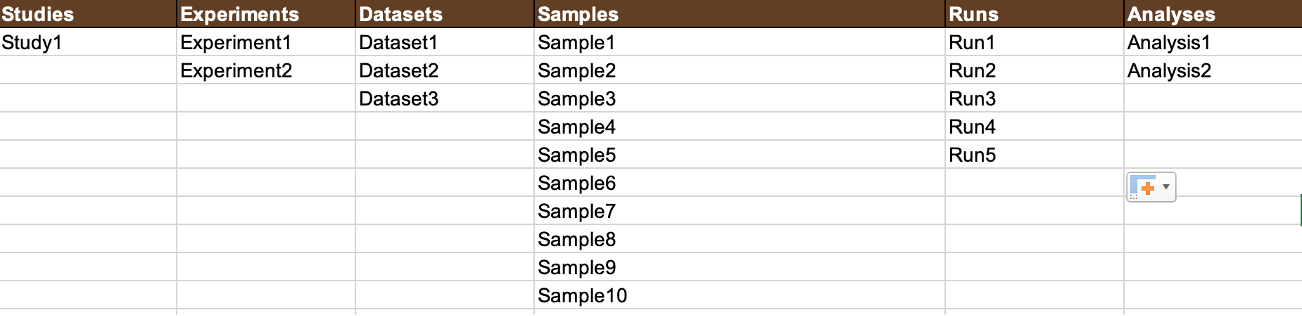 Studies Experiments Datasets Samples Runs Analyses
Study1 Experiment1 Dataset1 Sample1 Run1 Analysis1
Experiment2 Dataset2 Sample2 Run2 Analysis2
Dataset3 Sample3 Run3
Sample4 Run4
Sample5 Run5
Sample6
Sample7
Sample8
Sample9
Sample10